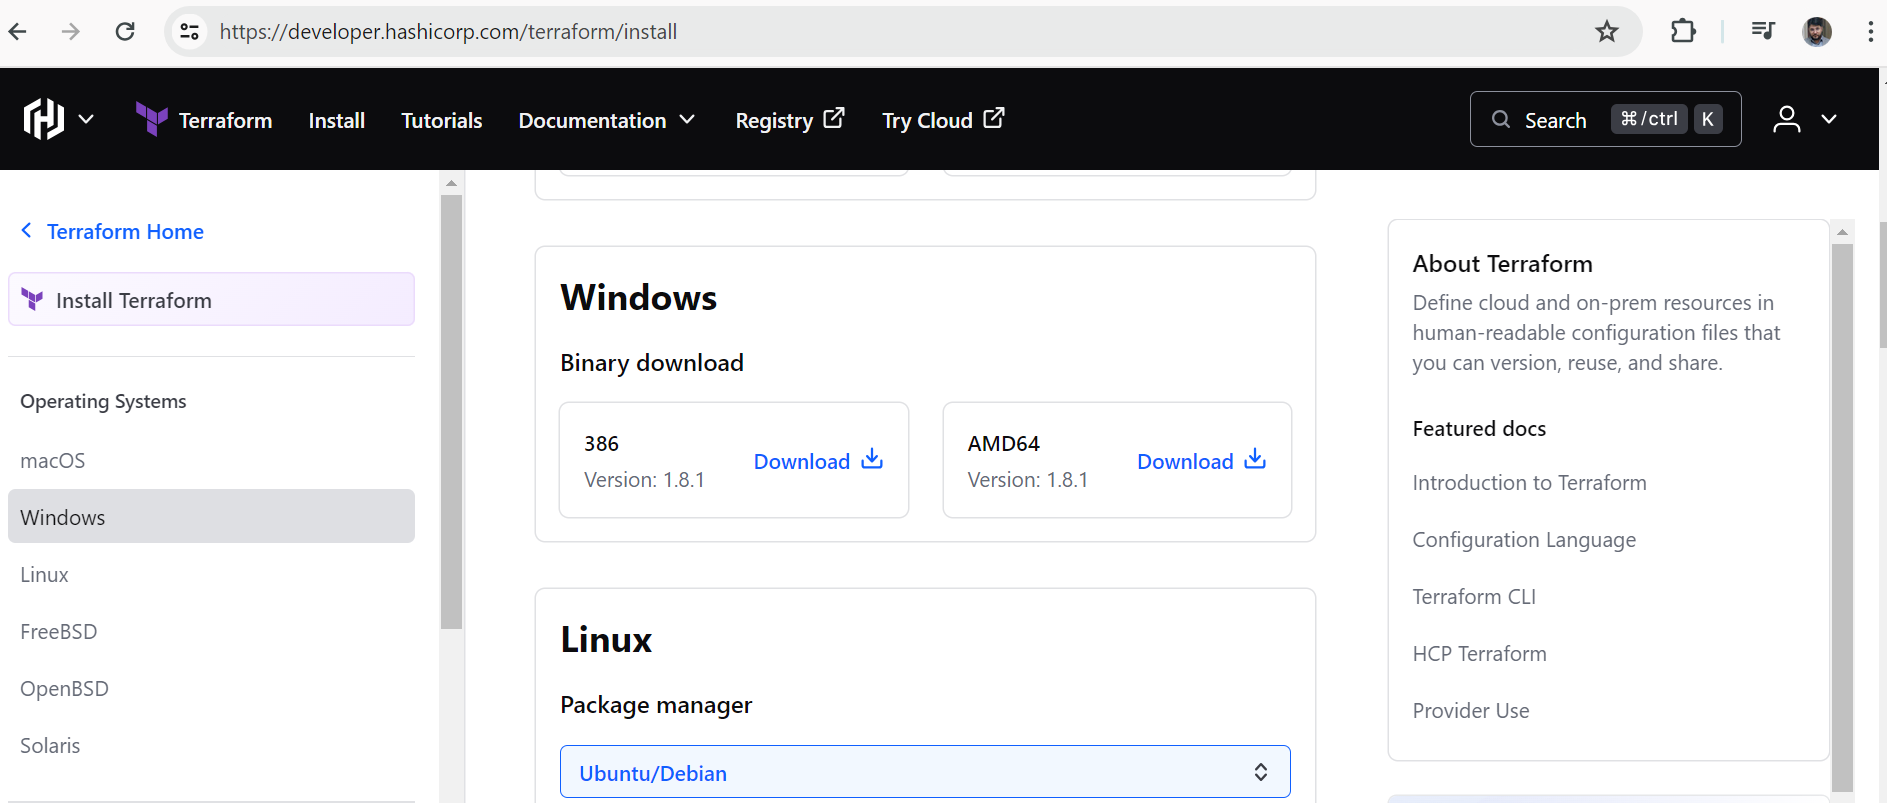 https://developer.hashicorp.com/terraform/install
Terraform Install Tutorials Documentation Registry Try Cloud Search ⌘/ctrl K
Terraform Home
Install Terraform
Operating Systems
macOS
Windows
Linux
FreeBSD
OpenBSD
Solaris
Windows
Binary download
386
Version: 1.8.1
Download
AMD64
Version: 1.8.1
Download
Linux
Package manager
Ubuntu/Debian
About Terraform
Define cloud and on-prem resources in
human-readable configuration files that
you can version, reuse, and share.
Featured docs
Introduction to Terraform
Configuration Language
Terraform CLI
HCP Terraform
Provider Use